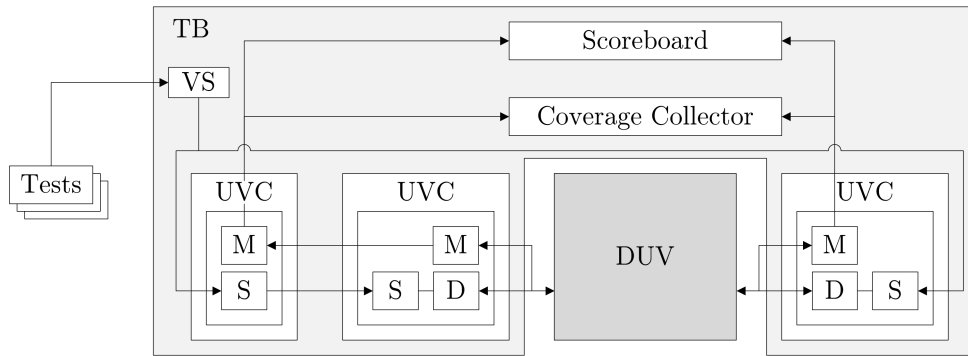 TB
Scoreboard
VS
Coverage Collector
Tests
UVC
UVC
UVC
M
M
M
DUV
S
S
D
D
S